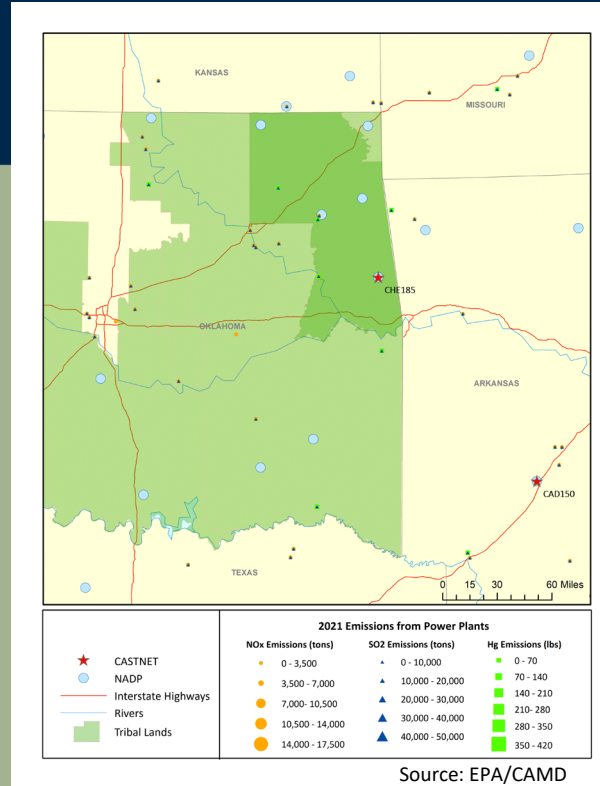 KANSAS
MISSOURI
CHE185
OKLAHOMA
ARKANSAS
CAD150
TEXAS
0 15 30 60 Miles
2021 Emissions from Power Plants
CASTNET
NADP
Interstate Highways
Rivers
Tribal Lands
NOx Emissions (tons)
0 - 3,500
3,500 - 7,000
7,000- 10,500
10,500 - 14,000
14,000 - 17,500
SO2 Emissions (tons)
0 - 10,000
10,000 - 20,000
20,000 - 30,000
30,000 - 40,000
40,000 - 50,000
Hg Emissions (lbs)
0 - 70
70 - 140
140 - 210
210- 280
280 - 350
350 - 420
Source: EPA/CAMD